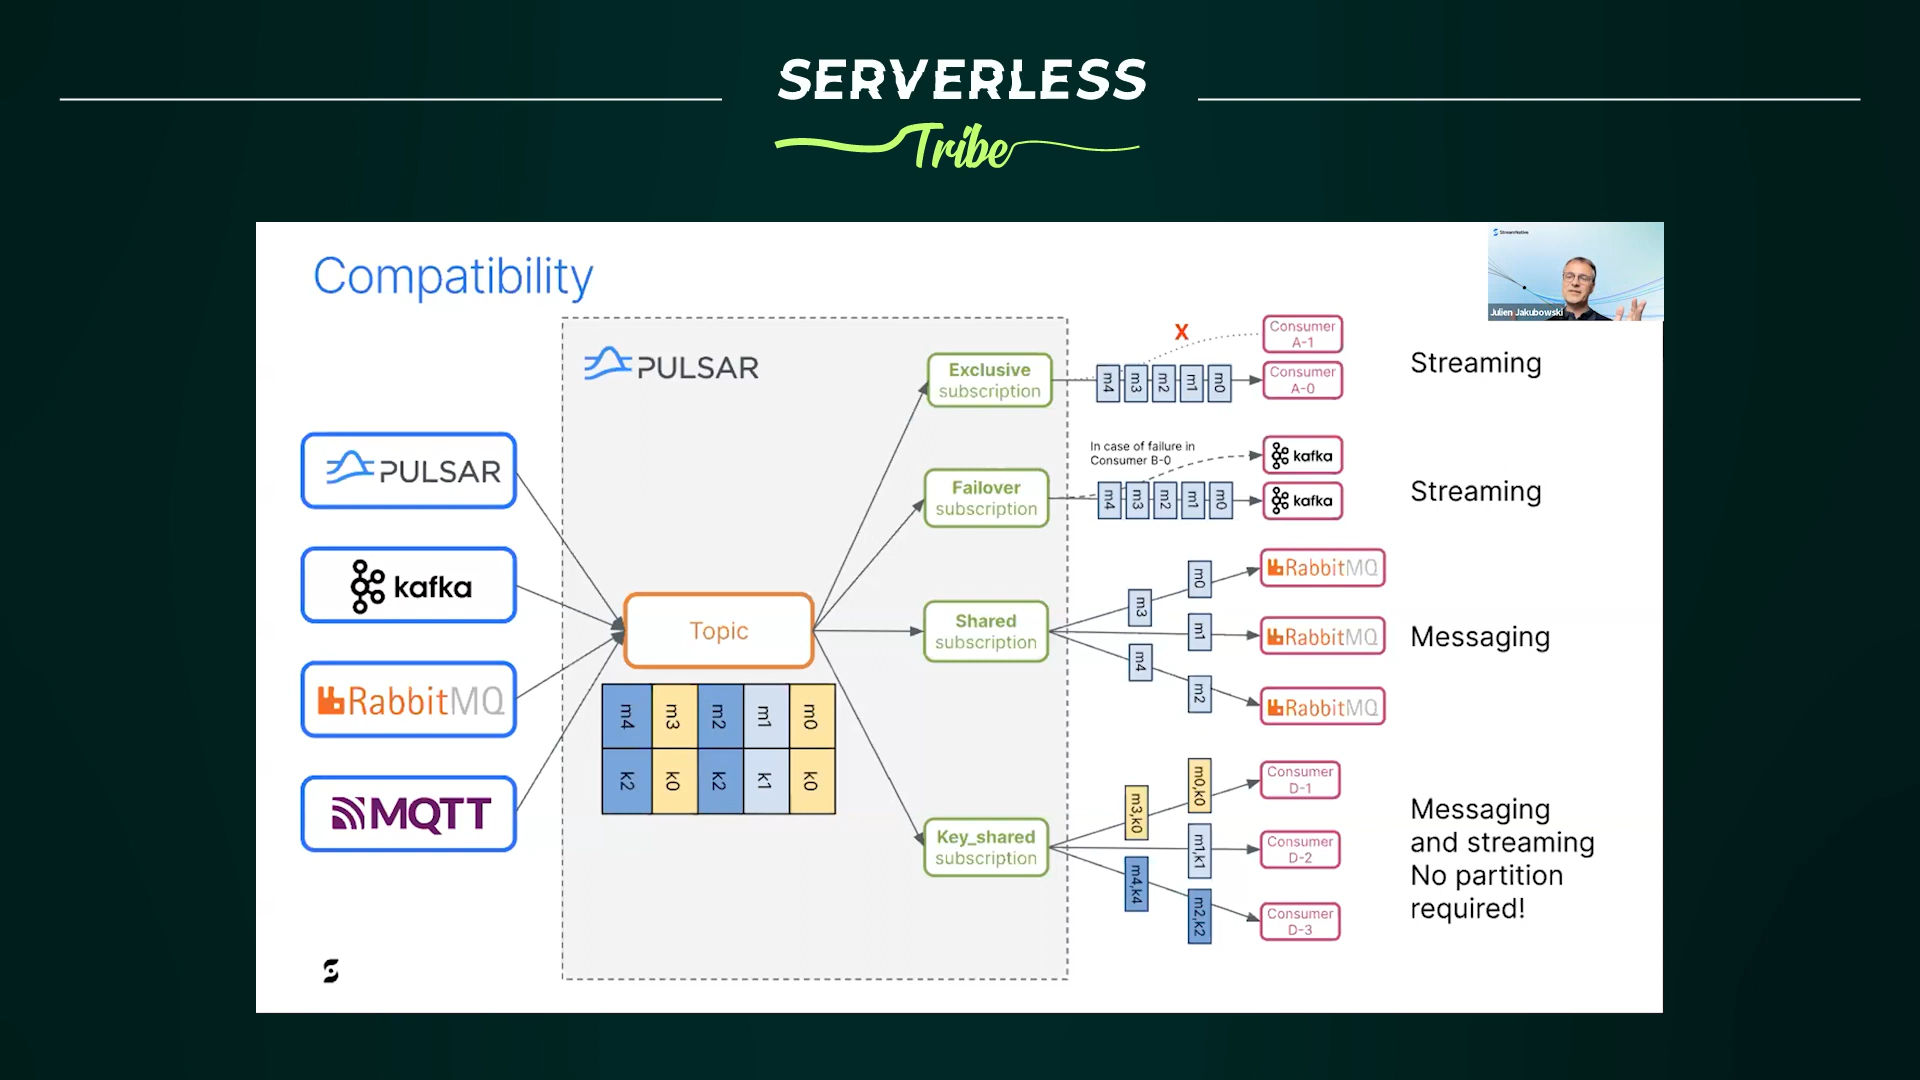 SERVERLESS
Tribe
Compatibility
StreamNative
Julien Jakubowski
PULSAR
PULSAR
kafka
RabbitMQ
MQTT
Topic
m4
m3
m2
m1
m0
k2
k0
k2
k1
k0
Exclusive
subscription
X
m4
m3
m2
m1
m0
Consumer
A-1
Consumer
A-0
Streaming
Failover
subscription
In case of failure in
Consumer B-0
m4
m3
m2
m1
m0
kafka
kafka
Streaming
Shared
subscription
m0
m3
m1
m4
m2
RabbitMQ
RabbitMQ
RabbitMQ
Messaging
Key_shared
subscription
m0,k0
m3,k0
m1,k1
m4,k4
m2,k2
Consumer
D-1
Consumer
D-2
Consumer
D-3
Messaging
and streaming
No partition
required!